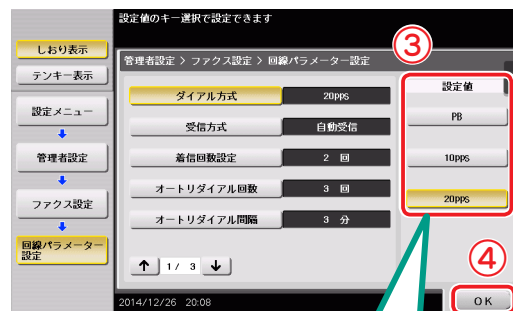 設定値のキー選択で設定できます
しおり表示
テンキー表示
設定メニュー
管理者設定
ファクス設定
回線パラメーター
設定
管理者設定 > ファクス設定 > 回線パラメーター設定
ダイアル方式 20pps
受信方式 自動受信
着信回数設定 2 回
オートリダイアル回数 3 回
オートリダイアル間隔 3 分
↑ 1/ 3 ↓
③
設定値
PB
10pps
20pps
④
2014/12/26 20:08
OK